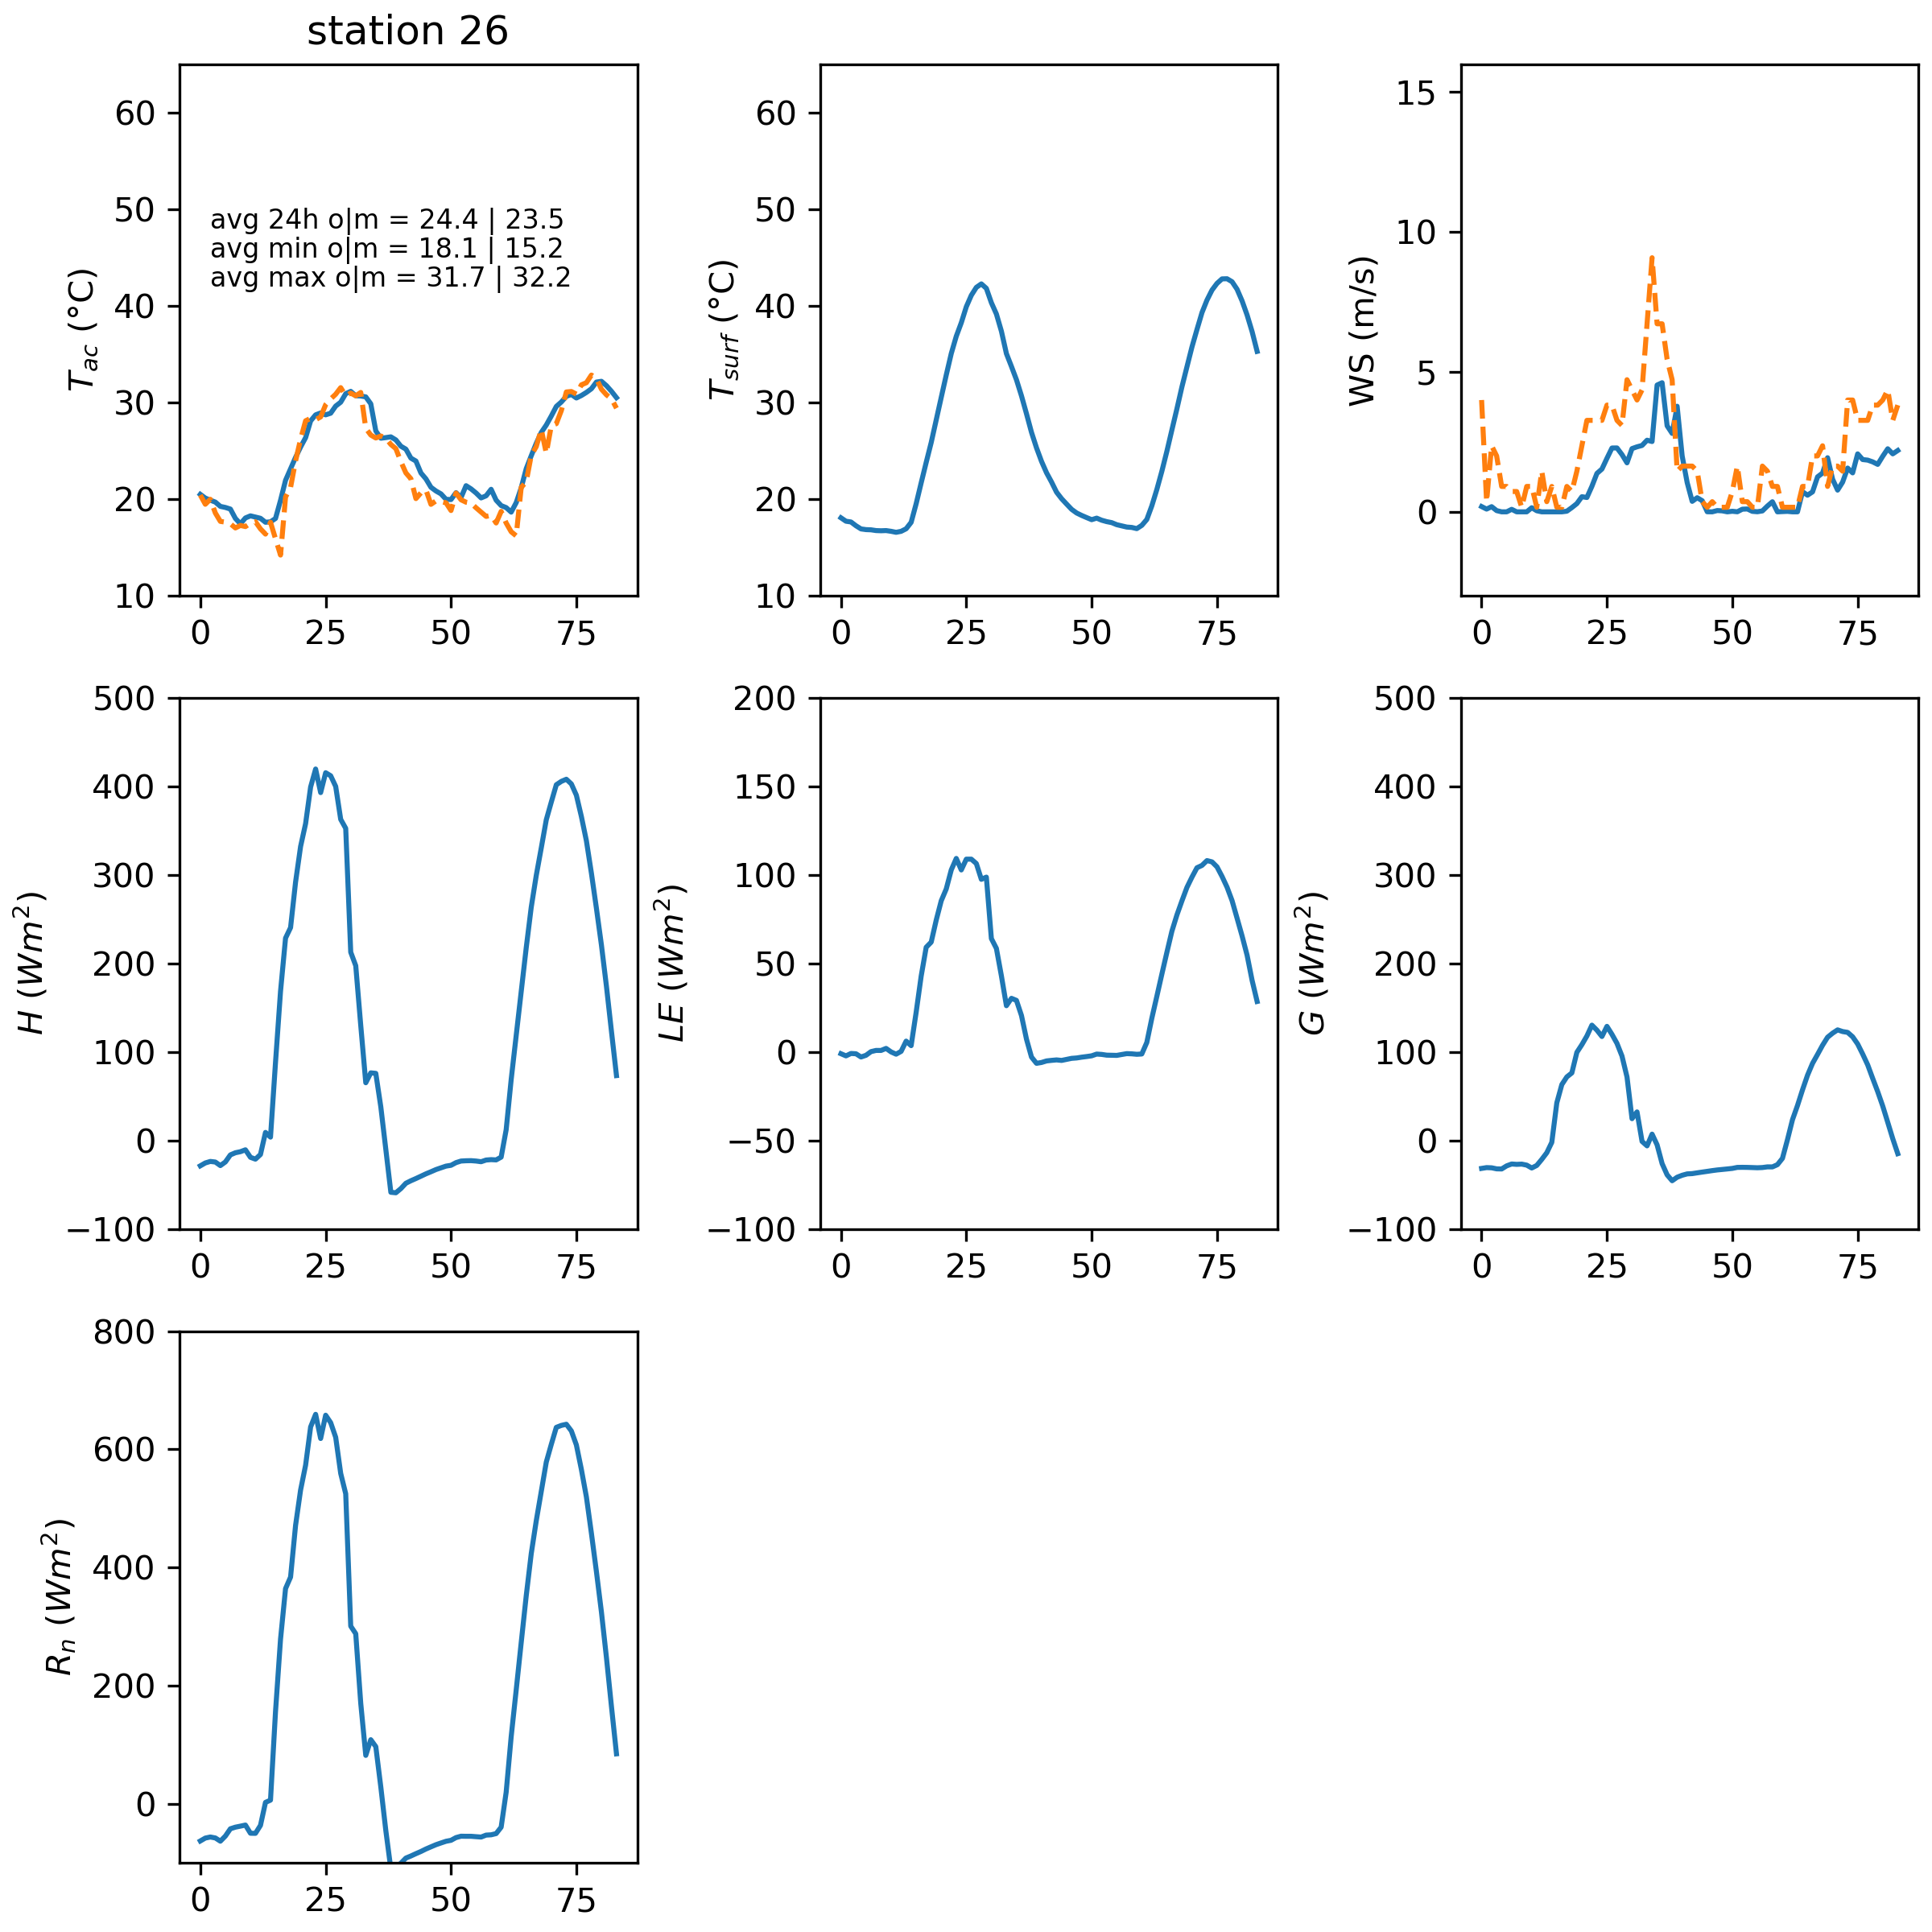 station 26
60
50
40
30
20
10
T_ac (°C)
avg 24h o|m = 24.4 | 23.5
avg min o|m = 18.1 | 15.2
avg max o|m = 31.7 | 32.2
0 25 50 75
60
50
40
30
20
10
T_surf (°C)
0 25 50 75
15
10
5
0
WS (m/s)
0 25 50 75
500
400
300
200
100
0
−100
H (Wm²)
0 25 50 75
200
150
100
50
0
−50
−100
LE (Wm²)
0 25 50 75
500
400
300
200
100
0
−100
G (Wm²)
0 25 50 75
800
600
400
200
0
R_n (Wm²)
0 25 50 75